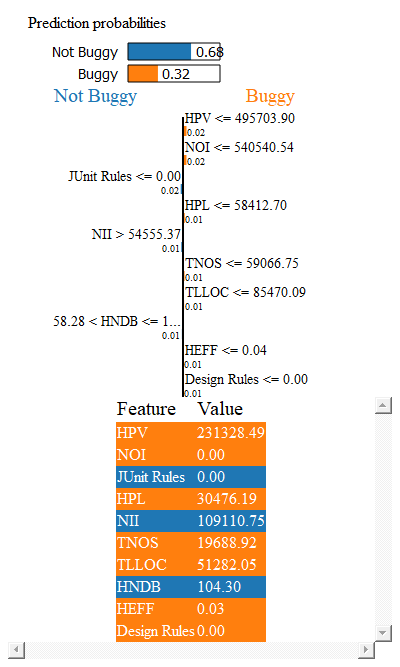 Prediction probabilities
Not Buggy 0.68
Buggy 0.32
Not Buggy Buggy
HPV <= 495703.90
0.02
NOI <= 540540.54
0.02
JUnit Rules <= 0.00
0.02
HPL <= 58412.70
0.01
NII > 54555.37
0.01
TNOS <= 59066.75
0.01
TLLOC <= 85470.09
0.01
58.28 < HNDB <= 1...
0.01
HEFF <= 0.04
0.01
Design Rules <= 0.00
0.01
Feature Value
HPV 231328.49
NOI 0.00
JUnit Rules 0.00
HPL 30476.19
NII 109110.75
TNOS 19688.92
TLLOC 51282.05
HNDB 104.30
HEFF 0.03
Design Rules 0.00